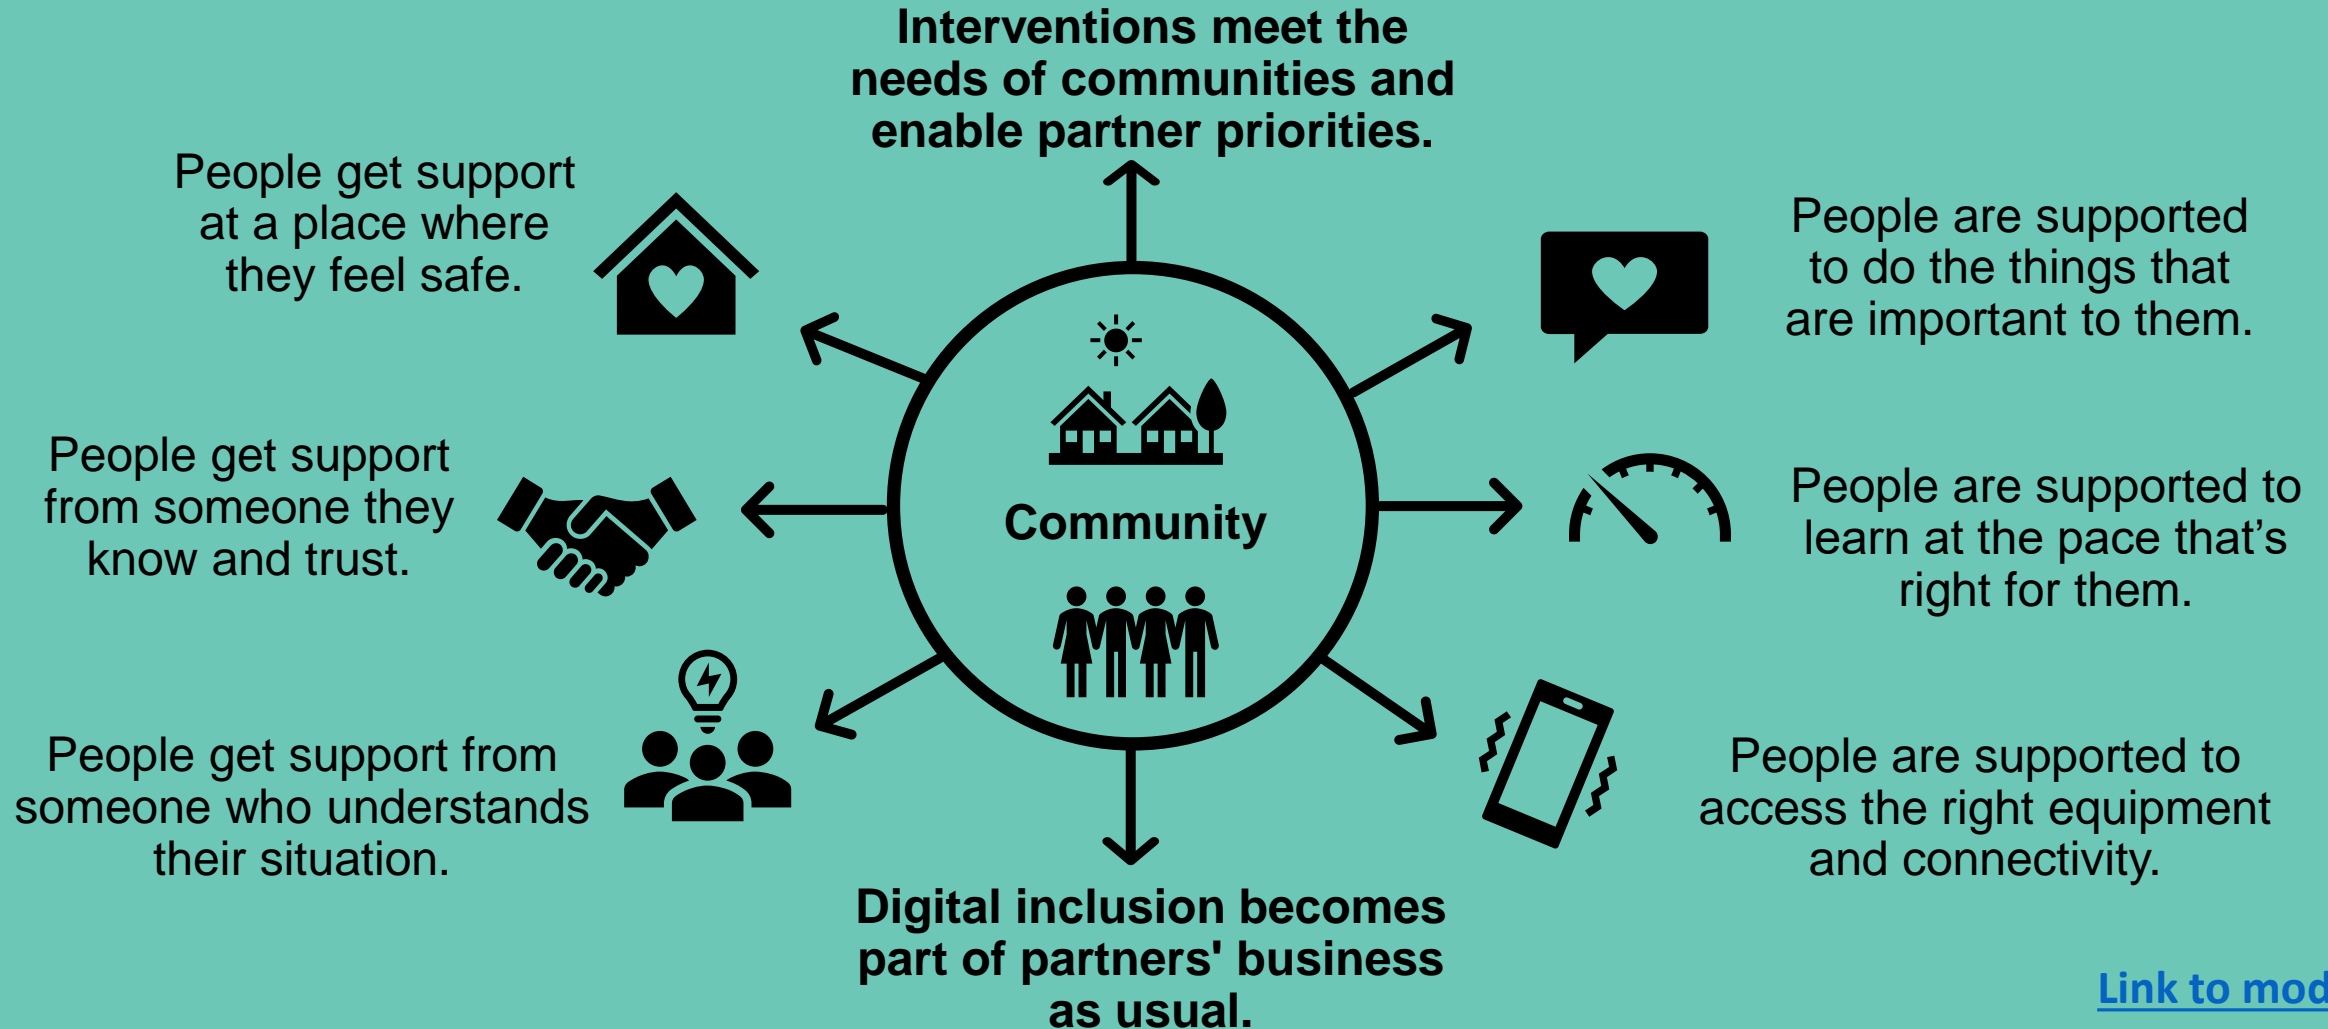 Interventions meet the
needs of communities and
enable partner priorities.
People get support
at a place where
they feel safe.
People are supported
to do the things that
are important to them.
People get support
from someone they
know and trust.
Community
People are supported to
learn at the pace that's
right for them.
People get support from
someone who understands
their situation.
People are supported to
access the right equipment
and connectivity.
Digital inclusion becomes
part of partners' business
as usual.
Link to mod